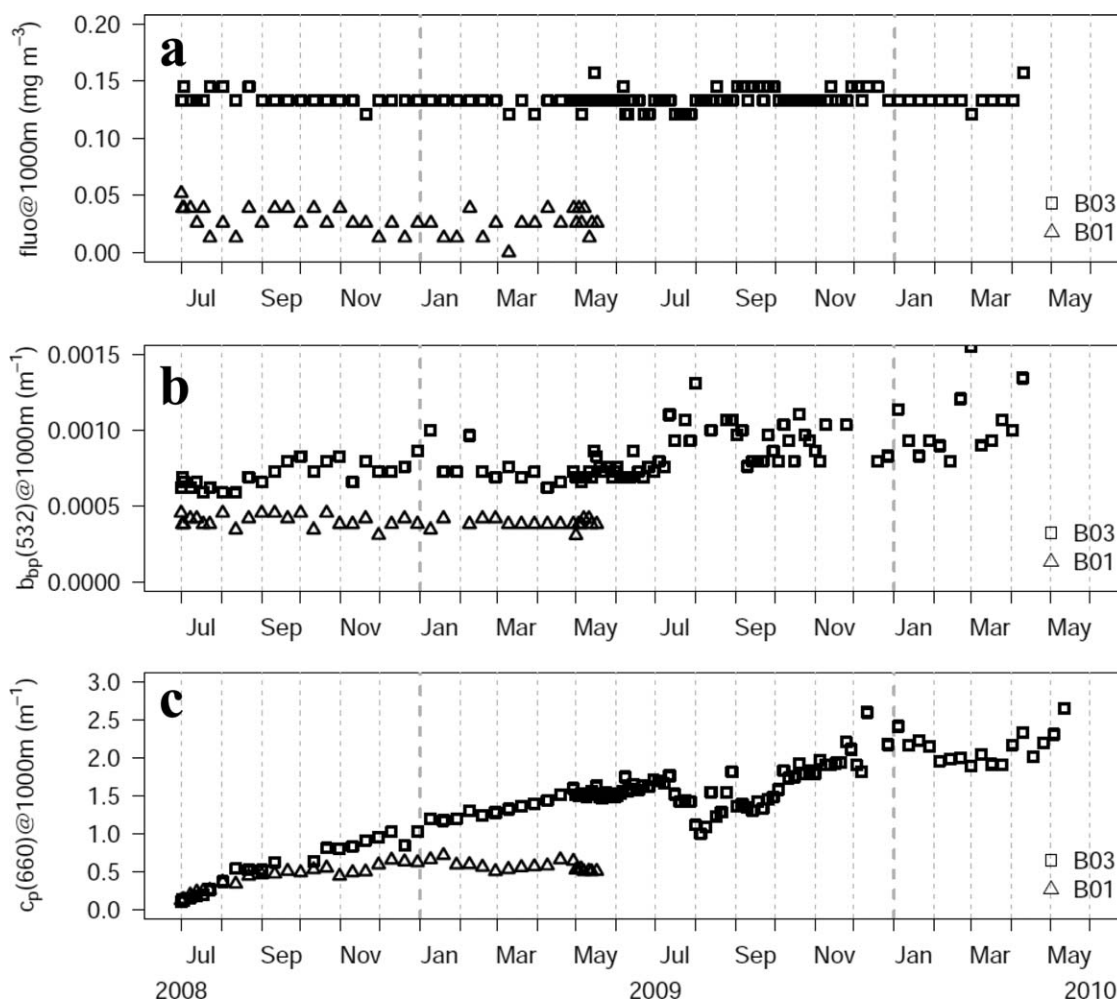 a
fluo@1000m (mg m⁻³)
0.20
0.15
0.10
0.05
0.00
B03
B01
Jul Sep Nov Jan Mar May Jul Sep Nov Jan Mar May
b
b_bp(532)@1000m (m⁻¹)
0.0015
0.0010
0.0005
0.0000
B03
B01
Jul Sep Nov Jan Mar May Jul Sep Nov Jan Mar May
c
c_p(660)@1000m (m⁻¹)
3.0
2.5
2.0
1.5
1.0
0.5
0.0
B03
B01
Jul Sep Nov Jan Mar May Jul Sep Nov Jan Mar May
2008 2009 2010